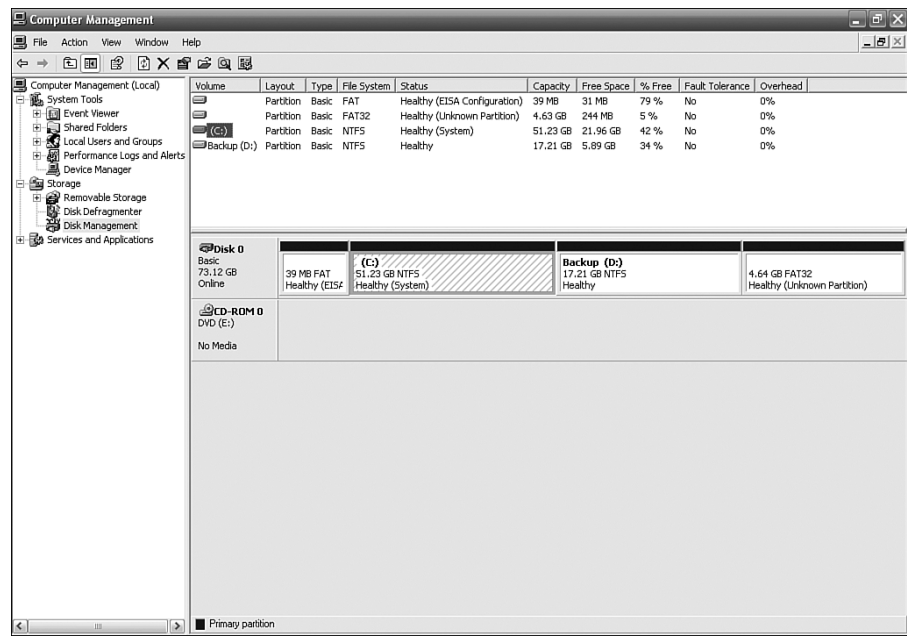 Computer Management
File Action View Window Help
Computer Management (Local)
System Tools
Event Viewer
Shared Folders
Local Users and Groups
Performance Logs and Alerts
Device Manager
Storage
Removable Storage
Disk Defragmenter
Disk Management
Services and Applications
Volume Layout Type File System Status Capacity Free Space % Free Fault Tolerance Overhead
Partition Basic FAT Healthy (EISA Configuration) 39 MB 31 MB 79 % No 0%
Partition Basic FAT32 Healthy (Unknown Partition) 4.63 GB 244 MB 5 % No 0%
(C:) Partition Basic NTFS Healthy (System) 51.23 GB 21.96 GB 42 % No 0%
Backup (D:) Partition Basic NTFS Healthy 17.21 GB 5.89 GB 34 % No 0%
Disk 0
Basic
73.12 GB
Online
39 MB FAT
Healthy (EISA
(C:)
51.23 GB NTFS
Healthy (System)
Backup (D:)
17.21 GB NTFS
Healthy
4.64 GB FAT32
Healthy (Unknown Partition)
CD-ROM 0
DVD (E:)
No Media
Primary partition